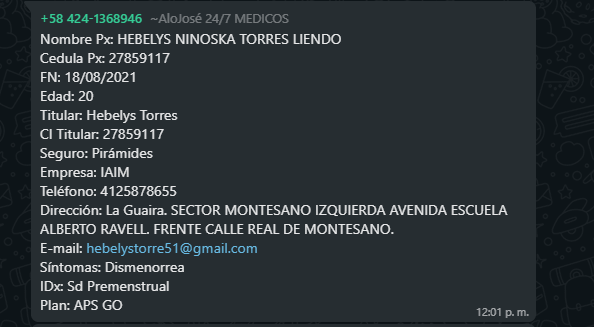 +58 424-1368946 ~AloJosé 24/7 MEDICOS
Nombre Px: HEBELYS NINOSKA TORRES LIENDO
Cedula Px: 27859117
FN: 18/08/2021
Edad: 20
Titular: Hebelys Torres
CI Titular: 27859117
Seguro: Pirámides
Empresa: IAIM
Teléfono: 4125878655
Dirección: La Guaira. SECTOR MONTESANO IZQUIERDA AVENIDA ESCUELA
ALBERTO RAVELL. FRENTE CALLE REAL DE MONTESANO.
E-mail: hebelystorre51@gmail.com
Síntomas: Dismenorrea
IDx: Sd Premenstrual
Plan: APS GO
12:01 p. m.